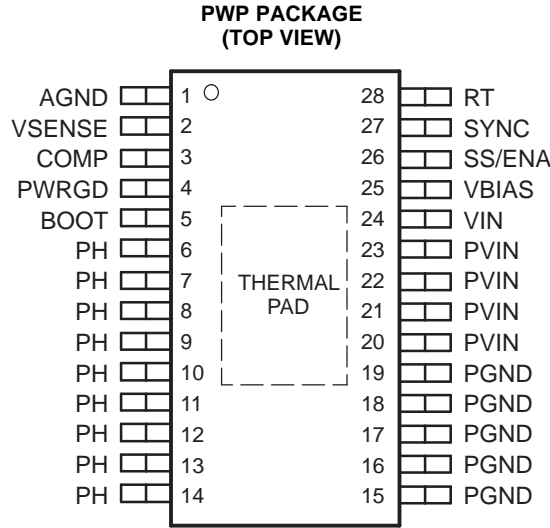 PWP PACKAGE
(TOP VIEW)
AGND 1 28 RT
VSENSE 2 27 SYNC
COMP 3 26 SS/ENA
PWRGD 4 25 VBIAS
BOOT 5 24 VIN
PH 6 23 PVIN
PH 7 22 PVIN
PH 8 21 PVIN
PH 9 20 PVIN
PH 10 19 PGND
PH 11 18 PGND
PH 12 17 PGND
PH 13 16 PGND
PH 14 15 PGND
THERMAL
PAD